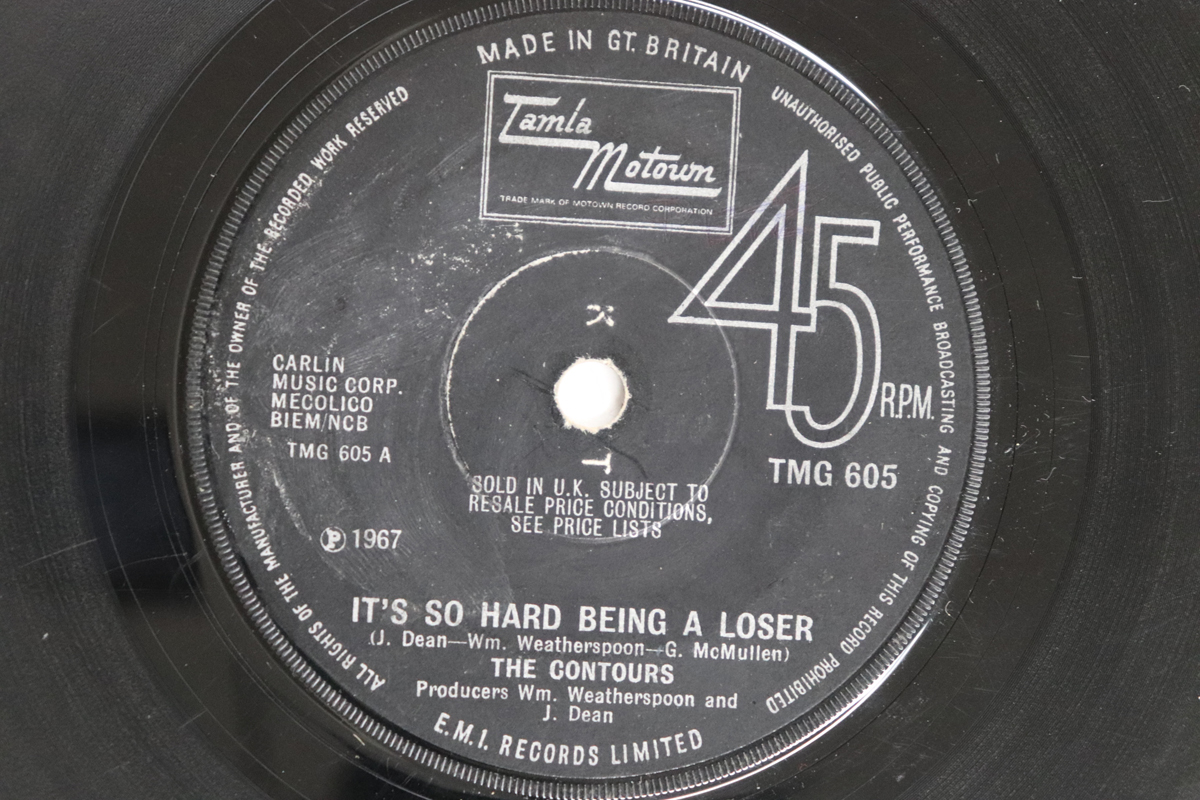 MADE IN GT. BRITAIN
UNAUTHORISED PUBLIC PERFORMANCE BROADCASTING AND COPYING OF THIS RECORD PROHIBITED
ALL RIGHTS OF THE MANUFACTURER AND OF THE OWNER OF THE RECORDED WORK RESERVED
Tamla
Motown
TRADE MARK OF MOTOWN RECORD CORPORATION
45
R.P.M.
K
T
CARLIN
MUSIC CORP.
MECOLICO
BIEM/NCB
TMG 605 A
TMG 605
SOLD IN U.K. SUBJECT TO
RESALE PRICE CONDITIONS,
SEE PRICE LISTS
Ⓟ 1967
IT'S SO HARD BEING A LOSER
(J. Dean—Wm. Weatherspoon—G. McMullen)
THE CONTOURS
Producers Wm. Weatherspoon and
J. Dean
E.M.I. RECORDS LIMITED